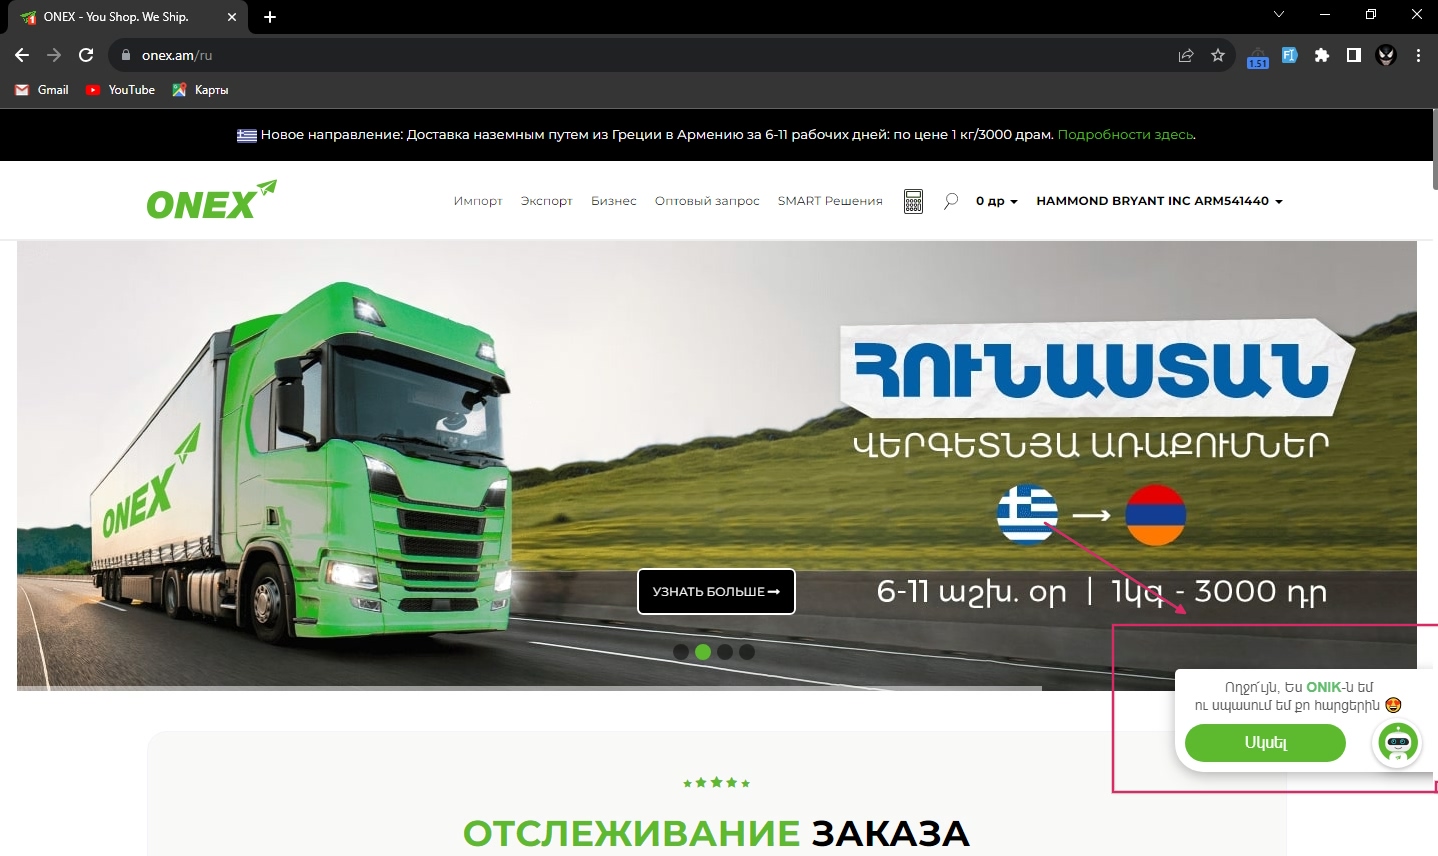 ONEX - You Shop. We Ship.
onex.am/ru
1.51
Gmail
YouTube
Карты
Новое направление: Доставка наземным путем из Греции в Армению за 6-11 рабочих дней: по цене 1 кг/3000 драм. Подробности здесь.
ONEX
Импорт
Экспорт
Бизнес
Оптовый запрос
SMART Решения
0 др
HAMMOND BRYANT INC ARM541440
ONEX
ՀՈՒՆԱՍՏԱՆ
ՎԵՐԳԵՏՆՅԱ ԱՌԱՔՈՒՄՆԵՐ
6-11 աշխ. օր | 1կգ - 3000 դր
УЗНАТЬ БОЛЬШЕ
Ողջո՜ւյն, Ես ONIK-ն եմ
ու սպասում եմ քո հարցերին
Սկսել
ОТСЛЕЖИВАНИЕ ЗАКАЗА